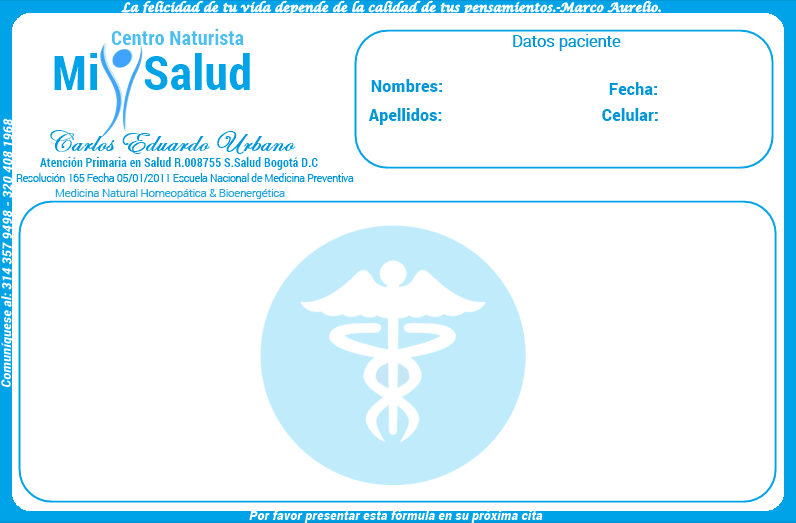 La felicidad de tu vida depende de la calidad de tus pensamientos.-Marco Aurelio.
Centro Naturista
Mi Salud
Carlos Eduardo Urbano
Atención Primaria en Salud R.008755 S.Salud Bogotá D.C
Resolución 165 Fecha 05/01/2011 Escuela Nacional de Medicina Preventiva
Medicina Natural Homeopática & Bioenergética
Datos paciente
Nombres: Fecha:
Apellidos: Celular:
Comuníquese al: 314 357 9498 - 320 408 1968
Por favor presentar esta fórmula en su próxima cita